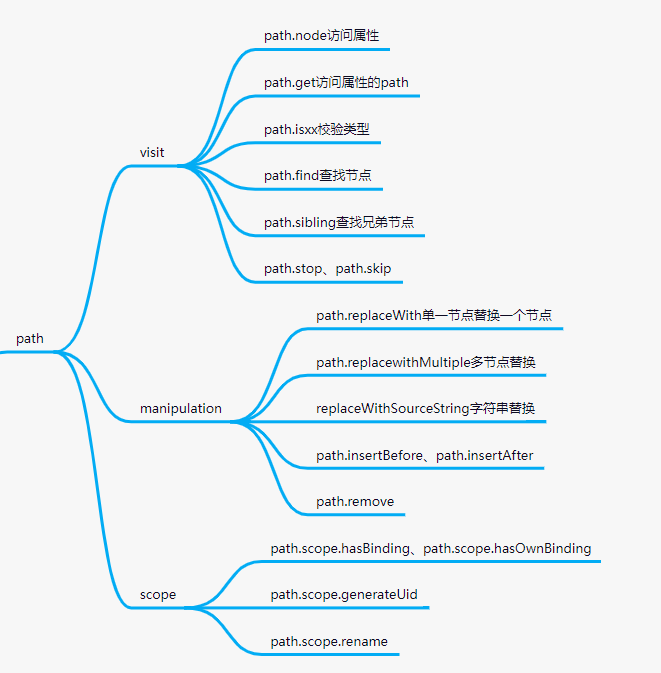 path
visit
path.node访问属性
path.get访问属性的path
path.isxx校验类型
path.find查找节点
path.sibling查找兄弟节点
path.stop、path.skip
manipulation
path.replaceWith单一节点替换一个节点
path.replacewithMultiple多节点替换
replaceWithSourceString字符串替换
path.insertBefore、path.insertAfter
path.remove
scope
path.scope.hasBinding、path.scope.hasOwnBinding
path.scope.generateUid
path.scope.rename